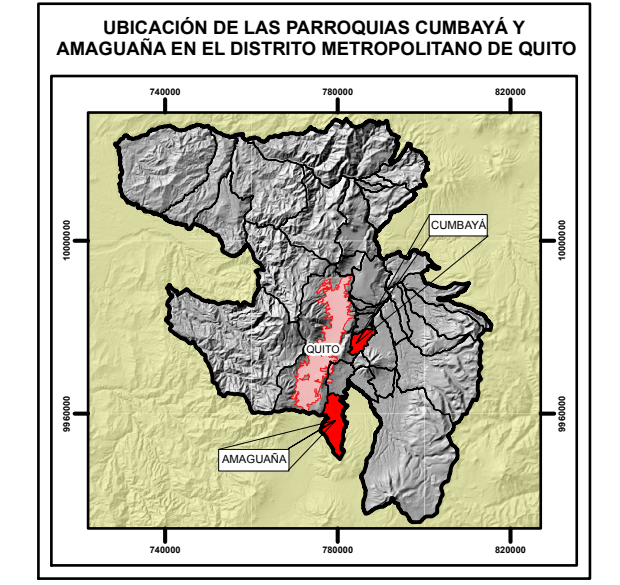 UBICACIÓN DE LAS PARROQUIAS CUMBAYÁ Y
AMAGUAÑA EN EL DISTRITO METROPOLITANO DE QUITO
740000
780000
820000
10000000
10000000
CUMBAYÁ
QUITO
9960000
9960000
AMAGUAÑA
740000
780000
820000